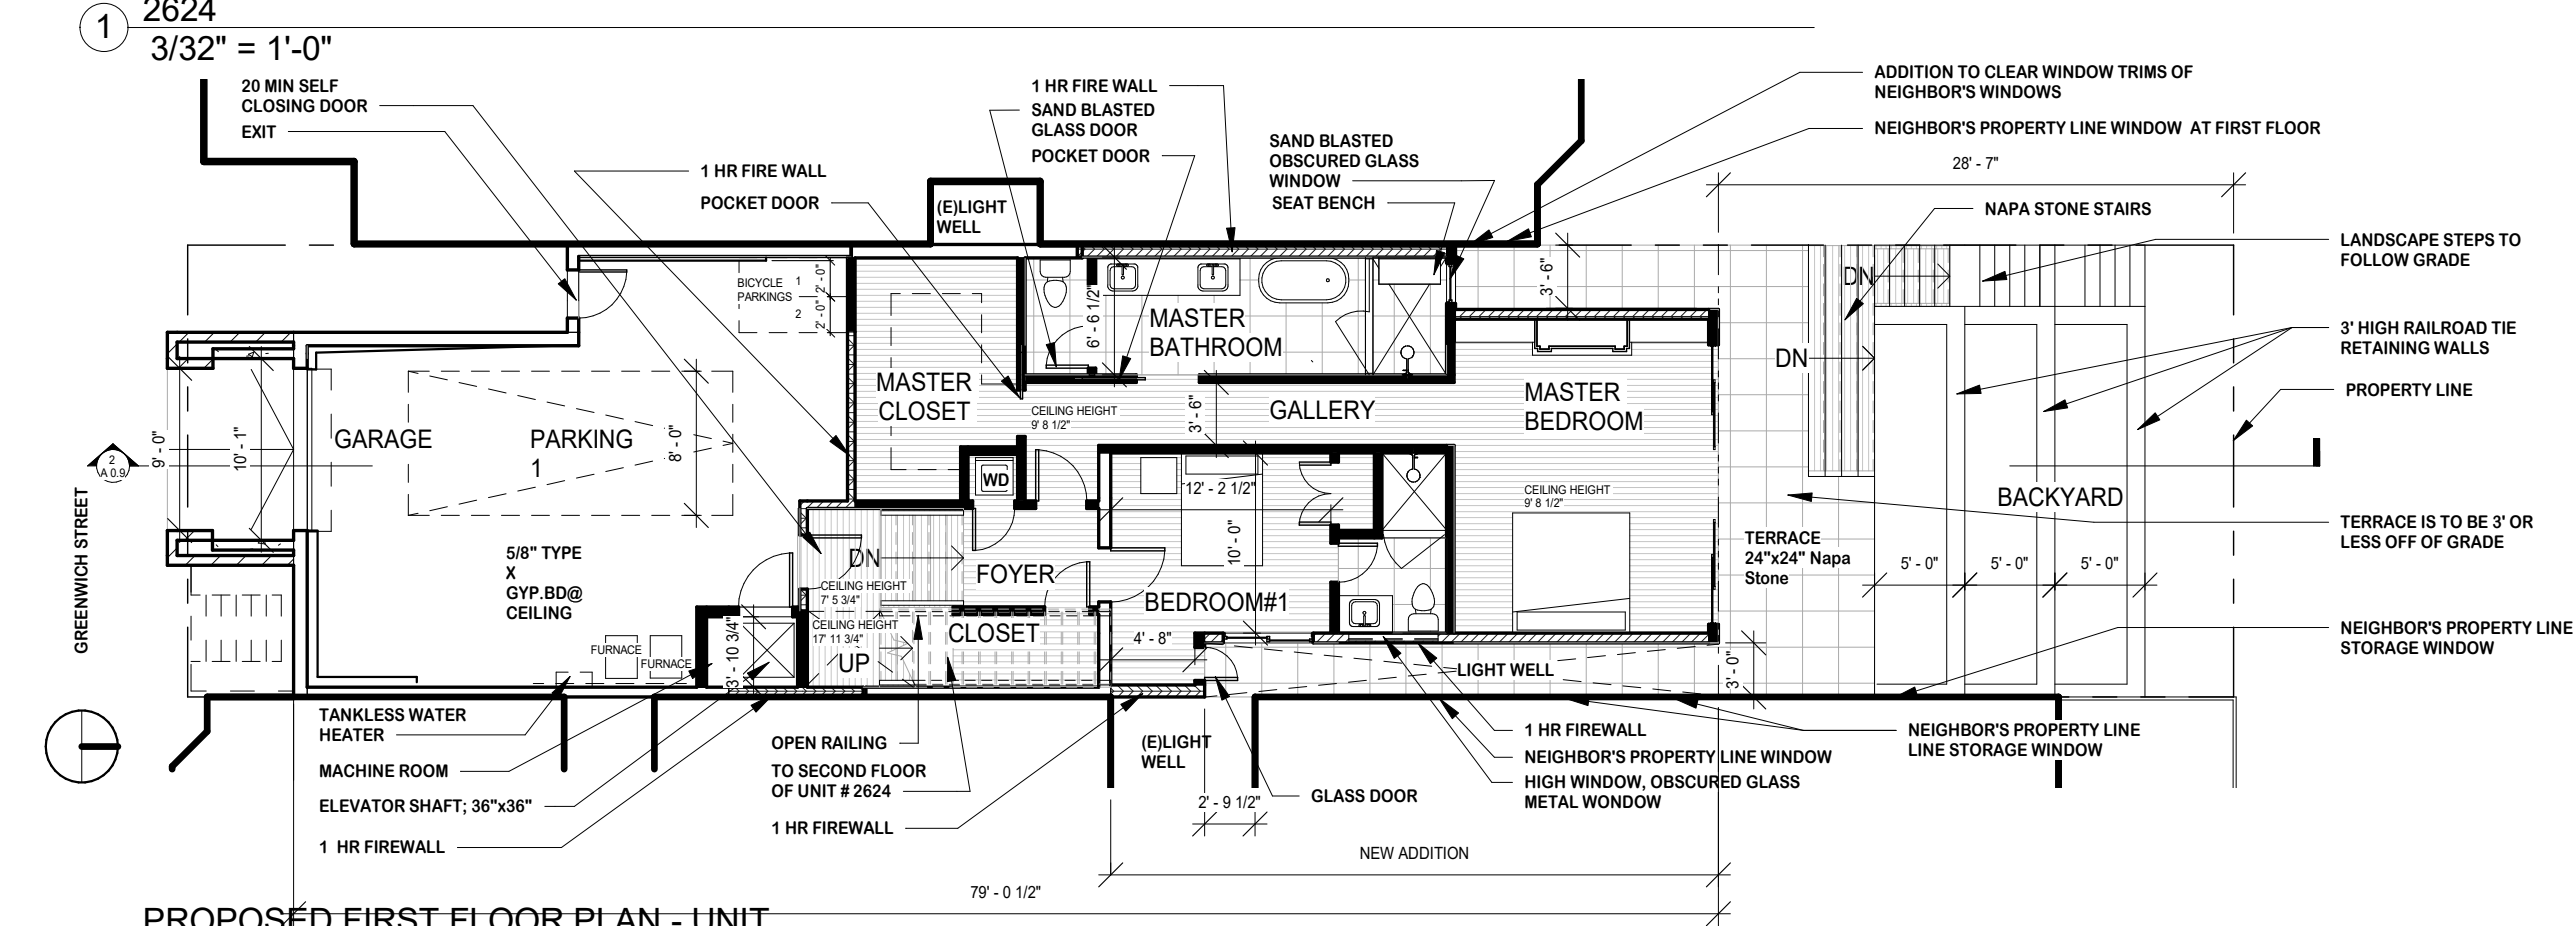 2624
1
3/32" = 1'-0"
20 MIN SELF
CLOSING DOOR
EXIT
1 HR FIRE WALL
POCKET DOOR
(E)LIGHT
WELL
1 HR FIRE WALL
SAND BLASTED
GLASS DOOR
POCKET DOOR
SAND BLASTED
OBSCURED GLASS
WINDOW
SEAT BENCH
ADDITION TO CLEAR WINDOW TRIMS OF
NEIGHBOR'S WINDOWS
NEIGHBOR'S PROPERTY LINE WINDOW AT FIRST FLOOR
28' - 7"
NAPA STONE STAIRS
LANDSCAPE STEPS TO
FOLLOW GRADE
3' HIGH RAILROAD TIE
RETAINING WALLS
PROPERTY LINE
BICYCLE
PARKINGS
1
2
2' - 0"
2' - 0"
6' - 6 1/2"
MASTER
BATHROOM
3' - 6"
DN
DN
MASTER
CLOSET
CEILING HEIGHT
9' 8 1/2"
3' - 6"
GALLERY
MASTER
BEDROOM
GARAGE
PARKING
1
8' - 0"
9' - 0"
10' - 1"
2
A 0.9
GREENWICH STREET
WD
12' - 2 1/2"
10' - 0"
CEILING HEIGHT
9' 8 1/2"
BACKYARD
TERRACE IS TO BE 3' OR
LESS OFF OF GRADE
TERRACE
24"x24" Napa
Stone
5' - 0"
5' - 0"
5' - 0"
5/8" TYPE
X
GYP.BD@
CEILING
DN
FOYER
CEILING HEIGHT
7' 5 3/4"
BEDROOM#1
CEILING HEIGHT
17' 11 3/4"
CLOSET
UP
4' - 8"
3' - 10 3/4"
FURNACE
FURNACE
LIGHT WELL
3' - 0"
NEIGHBOR'S PROPERTY LINE
STORAGE WINDOW
TANKLESS WATER
HEATER
MACHINE ROOM
ELEVATOR SHAFT; 36"x36"
1 HR FIREWALL
OPEN RAILING
TO SECOND FLOOR
OF UNIT # 2624
1 HR FIREWALL
(E)LIGHT
WELL
2' - 9 1/2"
GLASS DOOR
1 HR FIREWALL
NEIGHBOR'S PROPERTY LINE WINDOW
HIGH WINDOW, OBSCURED GLASS
METAL WONDOW
NEIGHBOR'S PROPERTY LINE
LINE STORAGE WINDOW
NEW ADDITION
79' - 0 1/2"
PROPOSED FIRST FLOOR PLAN - UNIT